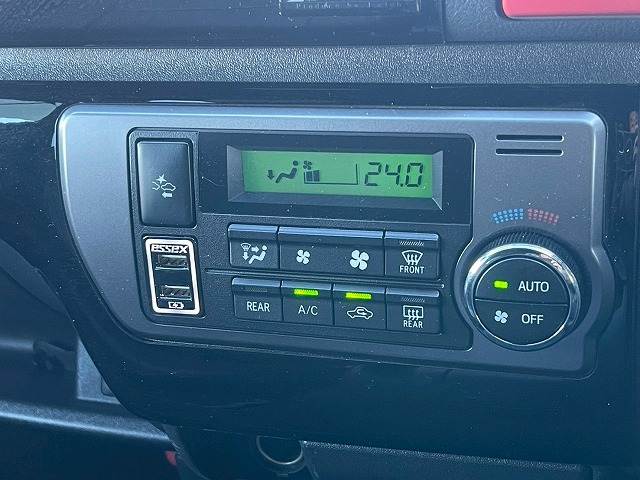 24.0
essex
FRONT
REAR
A/C
REAR
AUTO
OFF